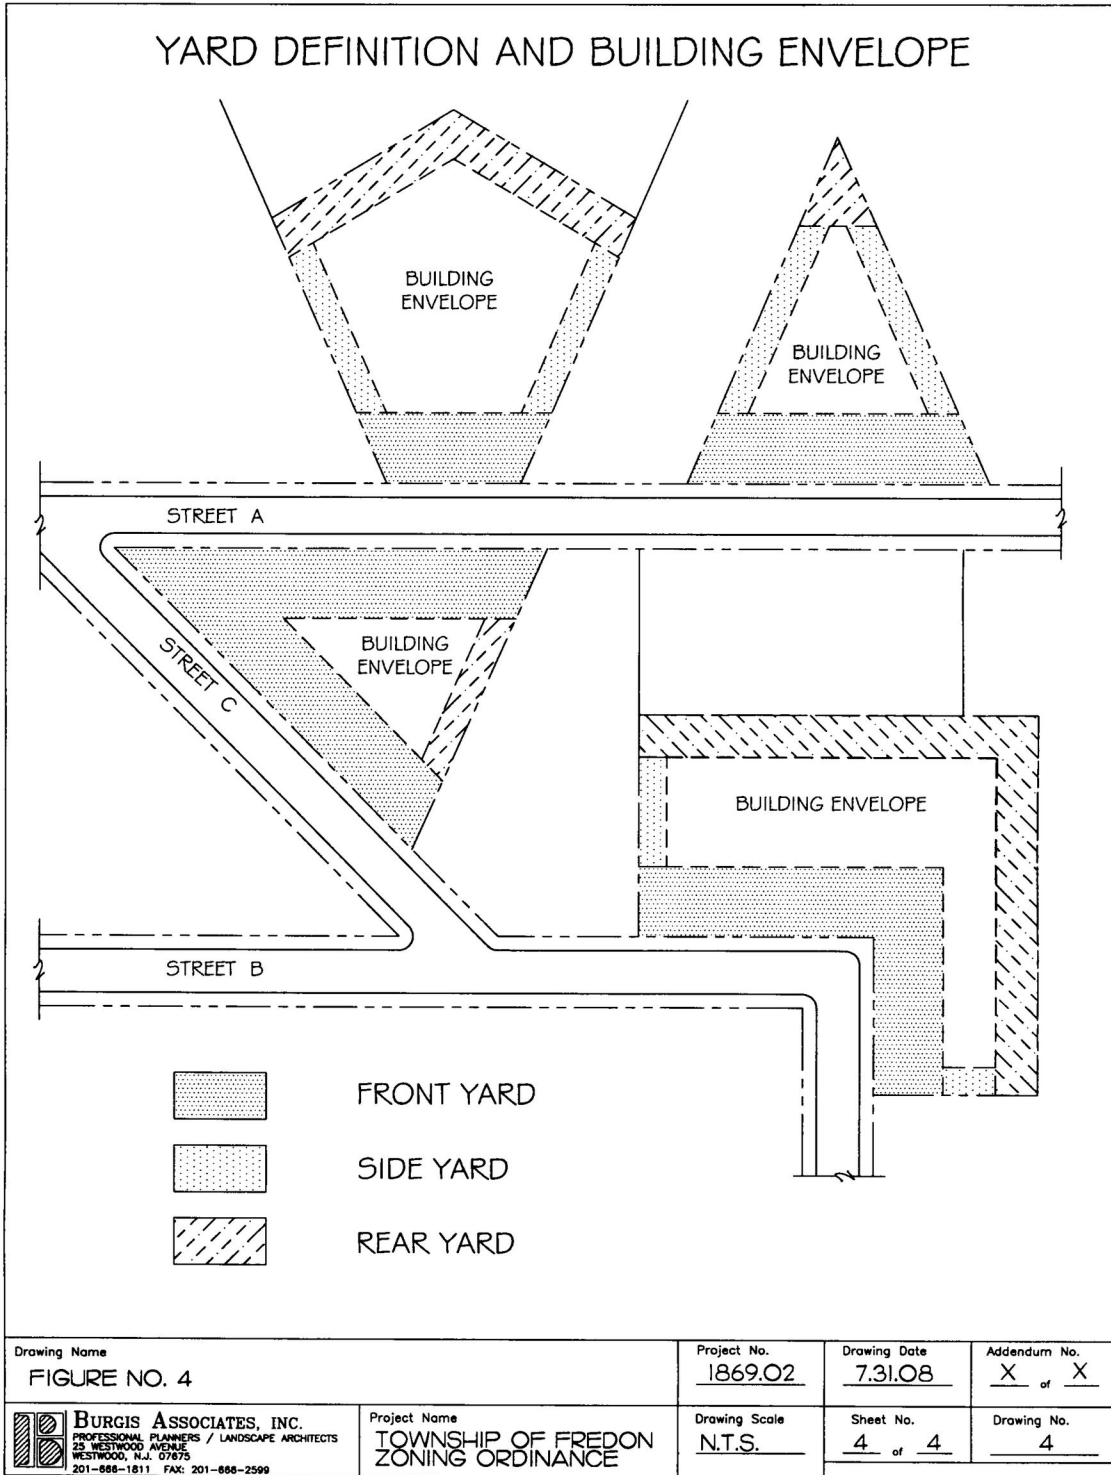 YARD DEFINITION AND BUILDING ENVELOPE
BUILDING
ENVELOPE
BUILDING
ENVELOPE
STREET A
BUILDING
ENVELOPE
STREET C
BUILDING ENVELOPE
STREET B
FRONT YARD
SIDE YARD
REAR YARD
Drawing Name
FIGURE NO. 4
Project No.
1869.02
Drawing Date
7.31.08
Addendum No.
X of X
BURGIS ASSOCIATES, INC.
PROFESSIONAL PLANNERS / LANDSCAPE ARCHITECTS
25 WESTWOOD AVENUE
WESTWOOD, N.J. 07675
201-666-1811 FAX: 201-666-2599
Project Name
TOWNSHIP OF FREDON
ZONING ORDINANCE
Drawing Scale
N.T.S.
Sheet No.
4 of 4
Drawing No.
4